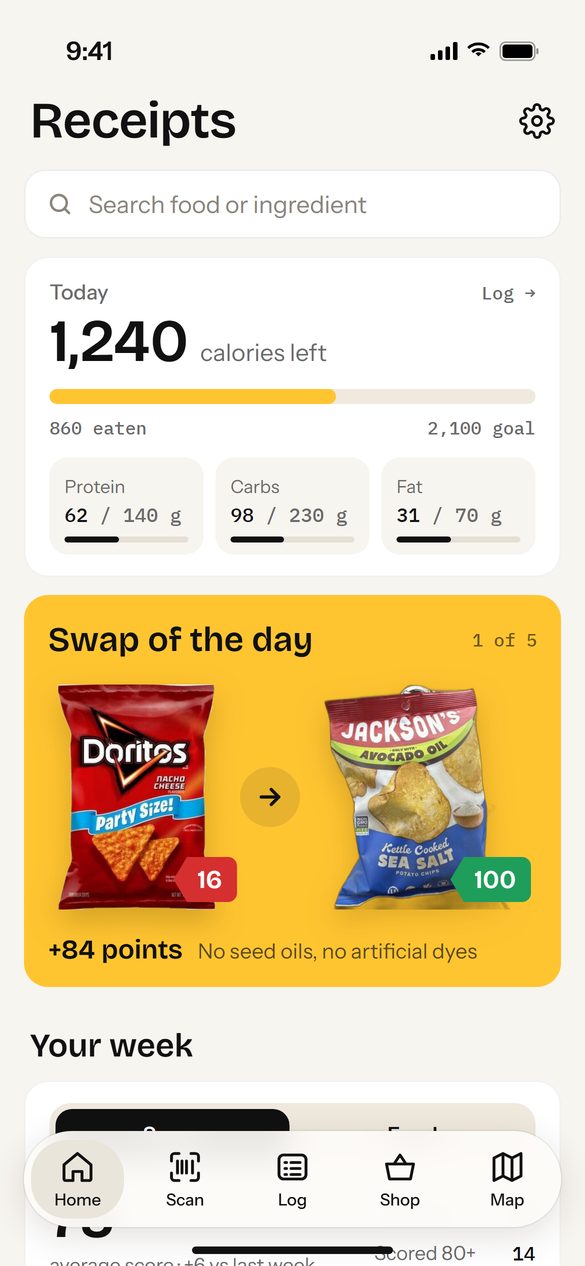 9:41
Receipts
Search food or ingredient
Today
Log →
1,240 calories left
860 eaten
2,100 goal
Protein
62 / 140 g
Carbs
98 / 230 g
Fat
31 / 70 g
Swap of the day
1 of 5
Doritos
NACHO
CHEESE
Party Size!
16
JACKSON'S
AVOCADO OIL
Kettle Cooked
SEA SALT
POTATO CHIPS
100
+84 points No seed oils, no artificial dyes
Your week
Home
Scan
Log
Shop
Map
average score · +6 vs last week
Scored 80+
14